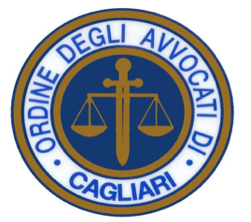 • ORDINE DEGLI AVVOCATI DI •
CAGLIARI